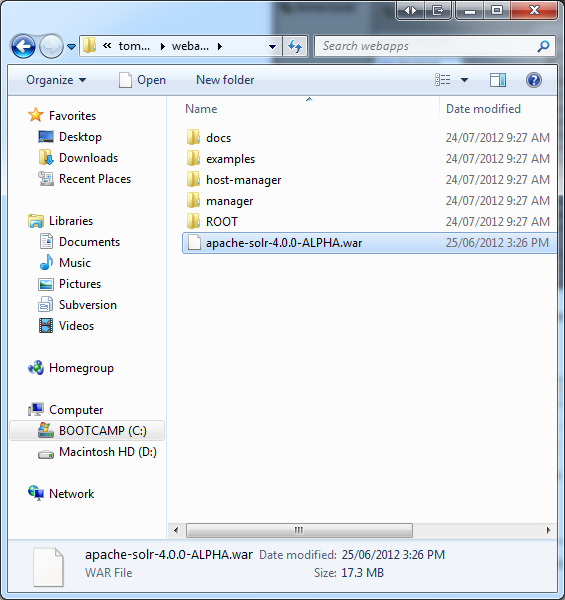 « tom... ▸ weba... ▸
Search webapps
Organize Open New folder
Name Date modified
Favorites
Desktop
Downloads
Recent Places
Libraries
Documents
Music
Pictures
Subversion
Videos
Homegroup
Computer
BOOTCAMP (C:)
Macintosh HD (D:)
Network
docs 24/07/2012 9:27 AM
examples 24/07/2012 9:27 AM
host-manager 24/07/2012 9:27 AM
manager 24/07/2012 9:27 AM
ROOT 24/07/2012 9:27 AM
apache-solr-4.0.0-ALPHA.war 25/06/2012 3:26 PM
apache-solr-4.0.0-ALPHA.war Date modified: 25/06/2012 3:26 PM
WAR File Size: 17.3 MB